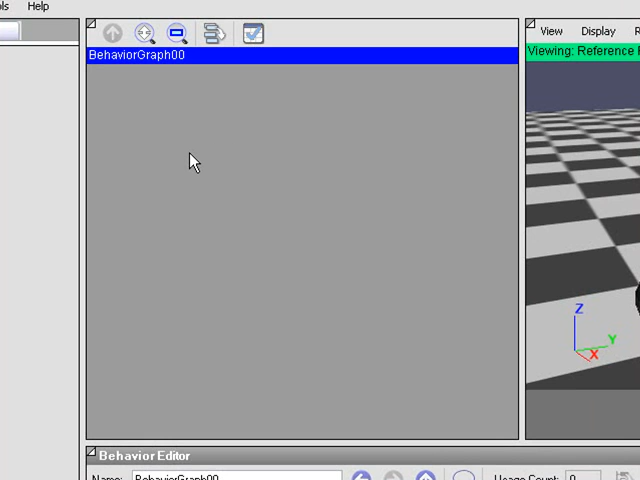 ols Help
BehaviorGraph00
View Display R
Viewing: Reference
Z
Y
X
Behavior Editor
Name: BehaviorGraph00 Usage Count: 0